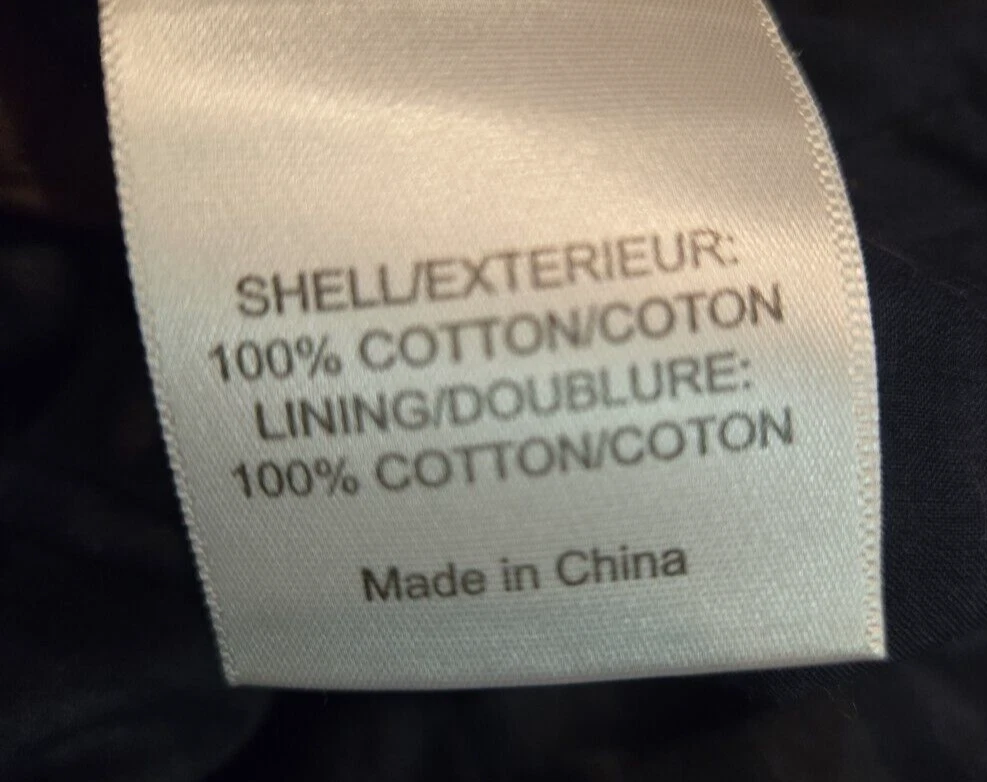 SHELL/EXTERIEUR:
100% COTTON/COTON
LINING/DOUBLURE:
100% COTTON/COTON
Made in China